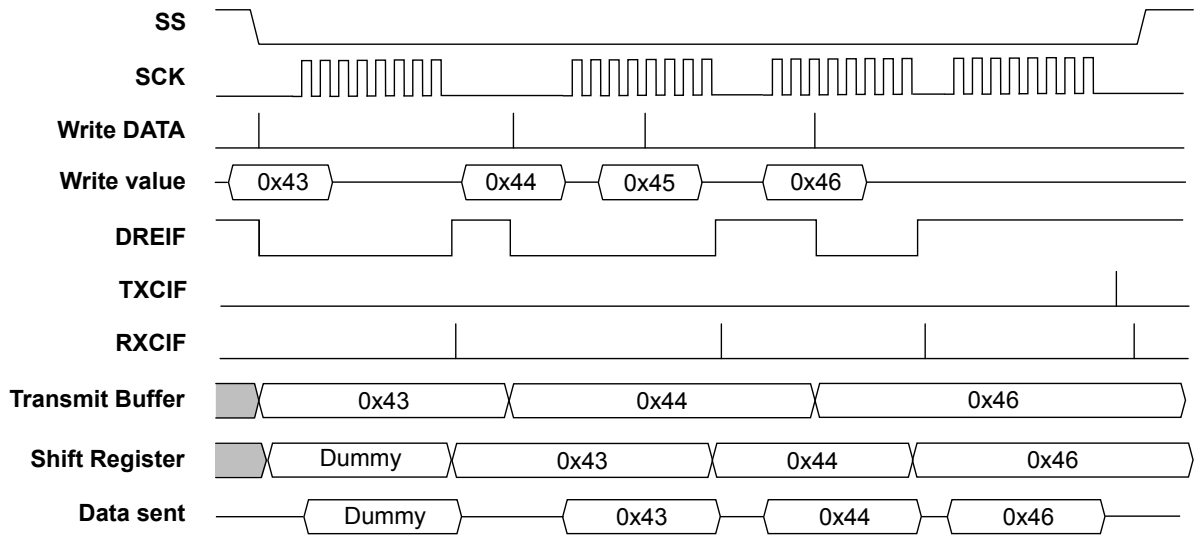 SS
SCK
Write DATA
Write value 0x43 0x44 0x45 0x46
DREIF
TXCIF
RXCIF
Transmit Buffer 0x43 0x44 0x46
Shift Register Dummy 0x43 0x44 0x46
Data sent Dummy 0x43 0x44 0x46